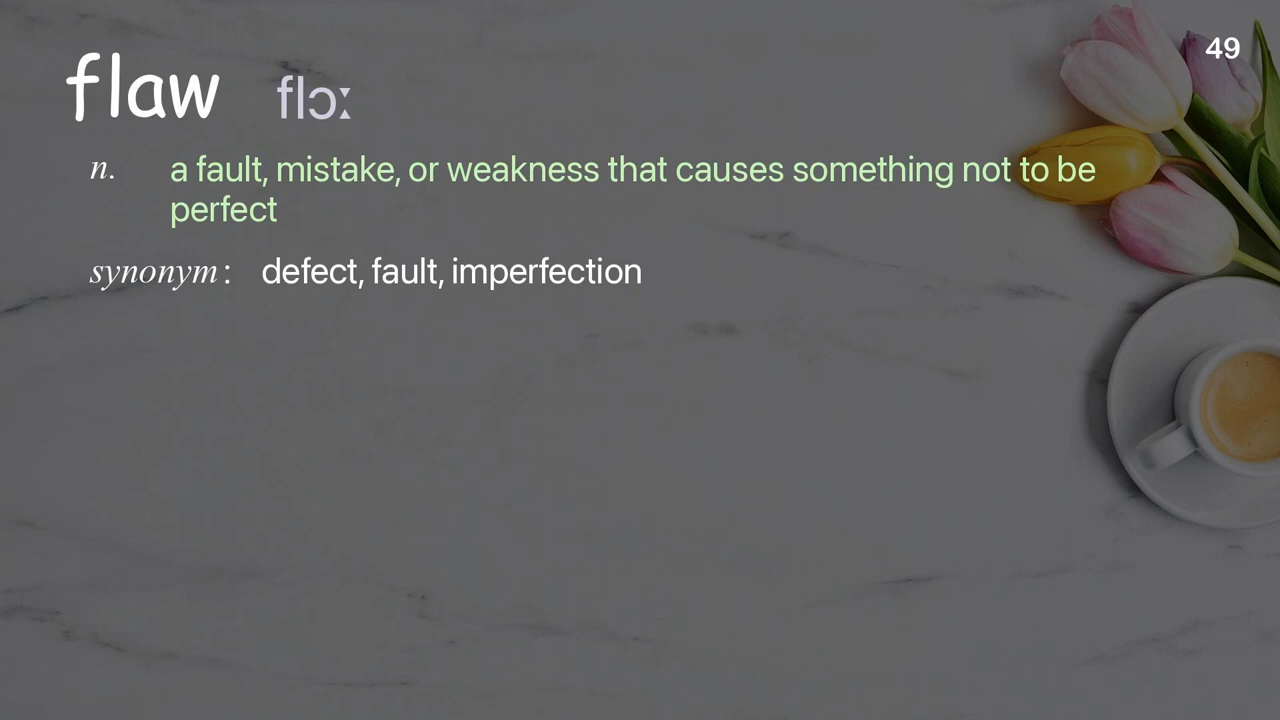 49
flaw flɔː
n. a fault, mistake, or weakness that causes something not to be
perfect
synonym: defect, fault, imperfection